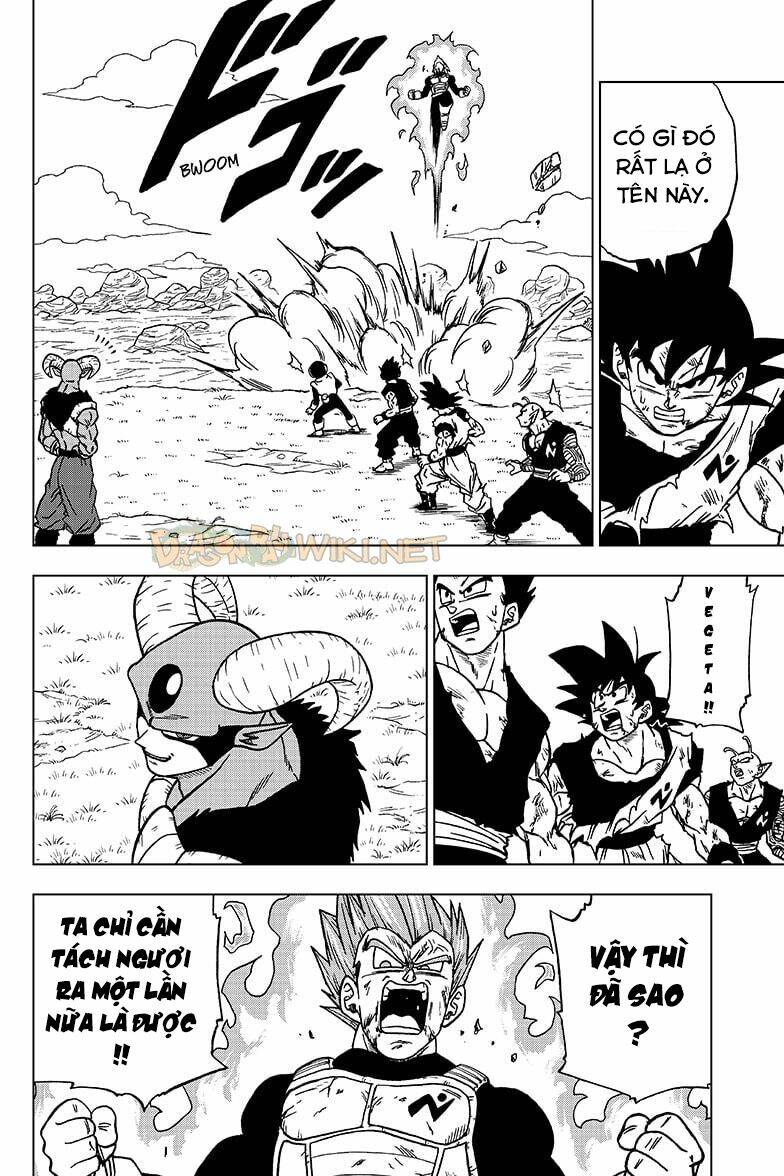 CÓ GÌ ĐÓ
RẤT LẠ Ở
TÊN NÀY.
ドゴッ
BWOOM
WIKI.NET
VEGETA!!
VẬY THÌ
ĐÃ SAO
?
TA CHỈ CẦN
TÁCH NGƯƠI
RA MỘT LẦN
NỮA LÀ ĐƯỢC
!!